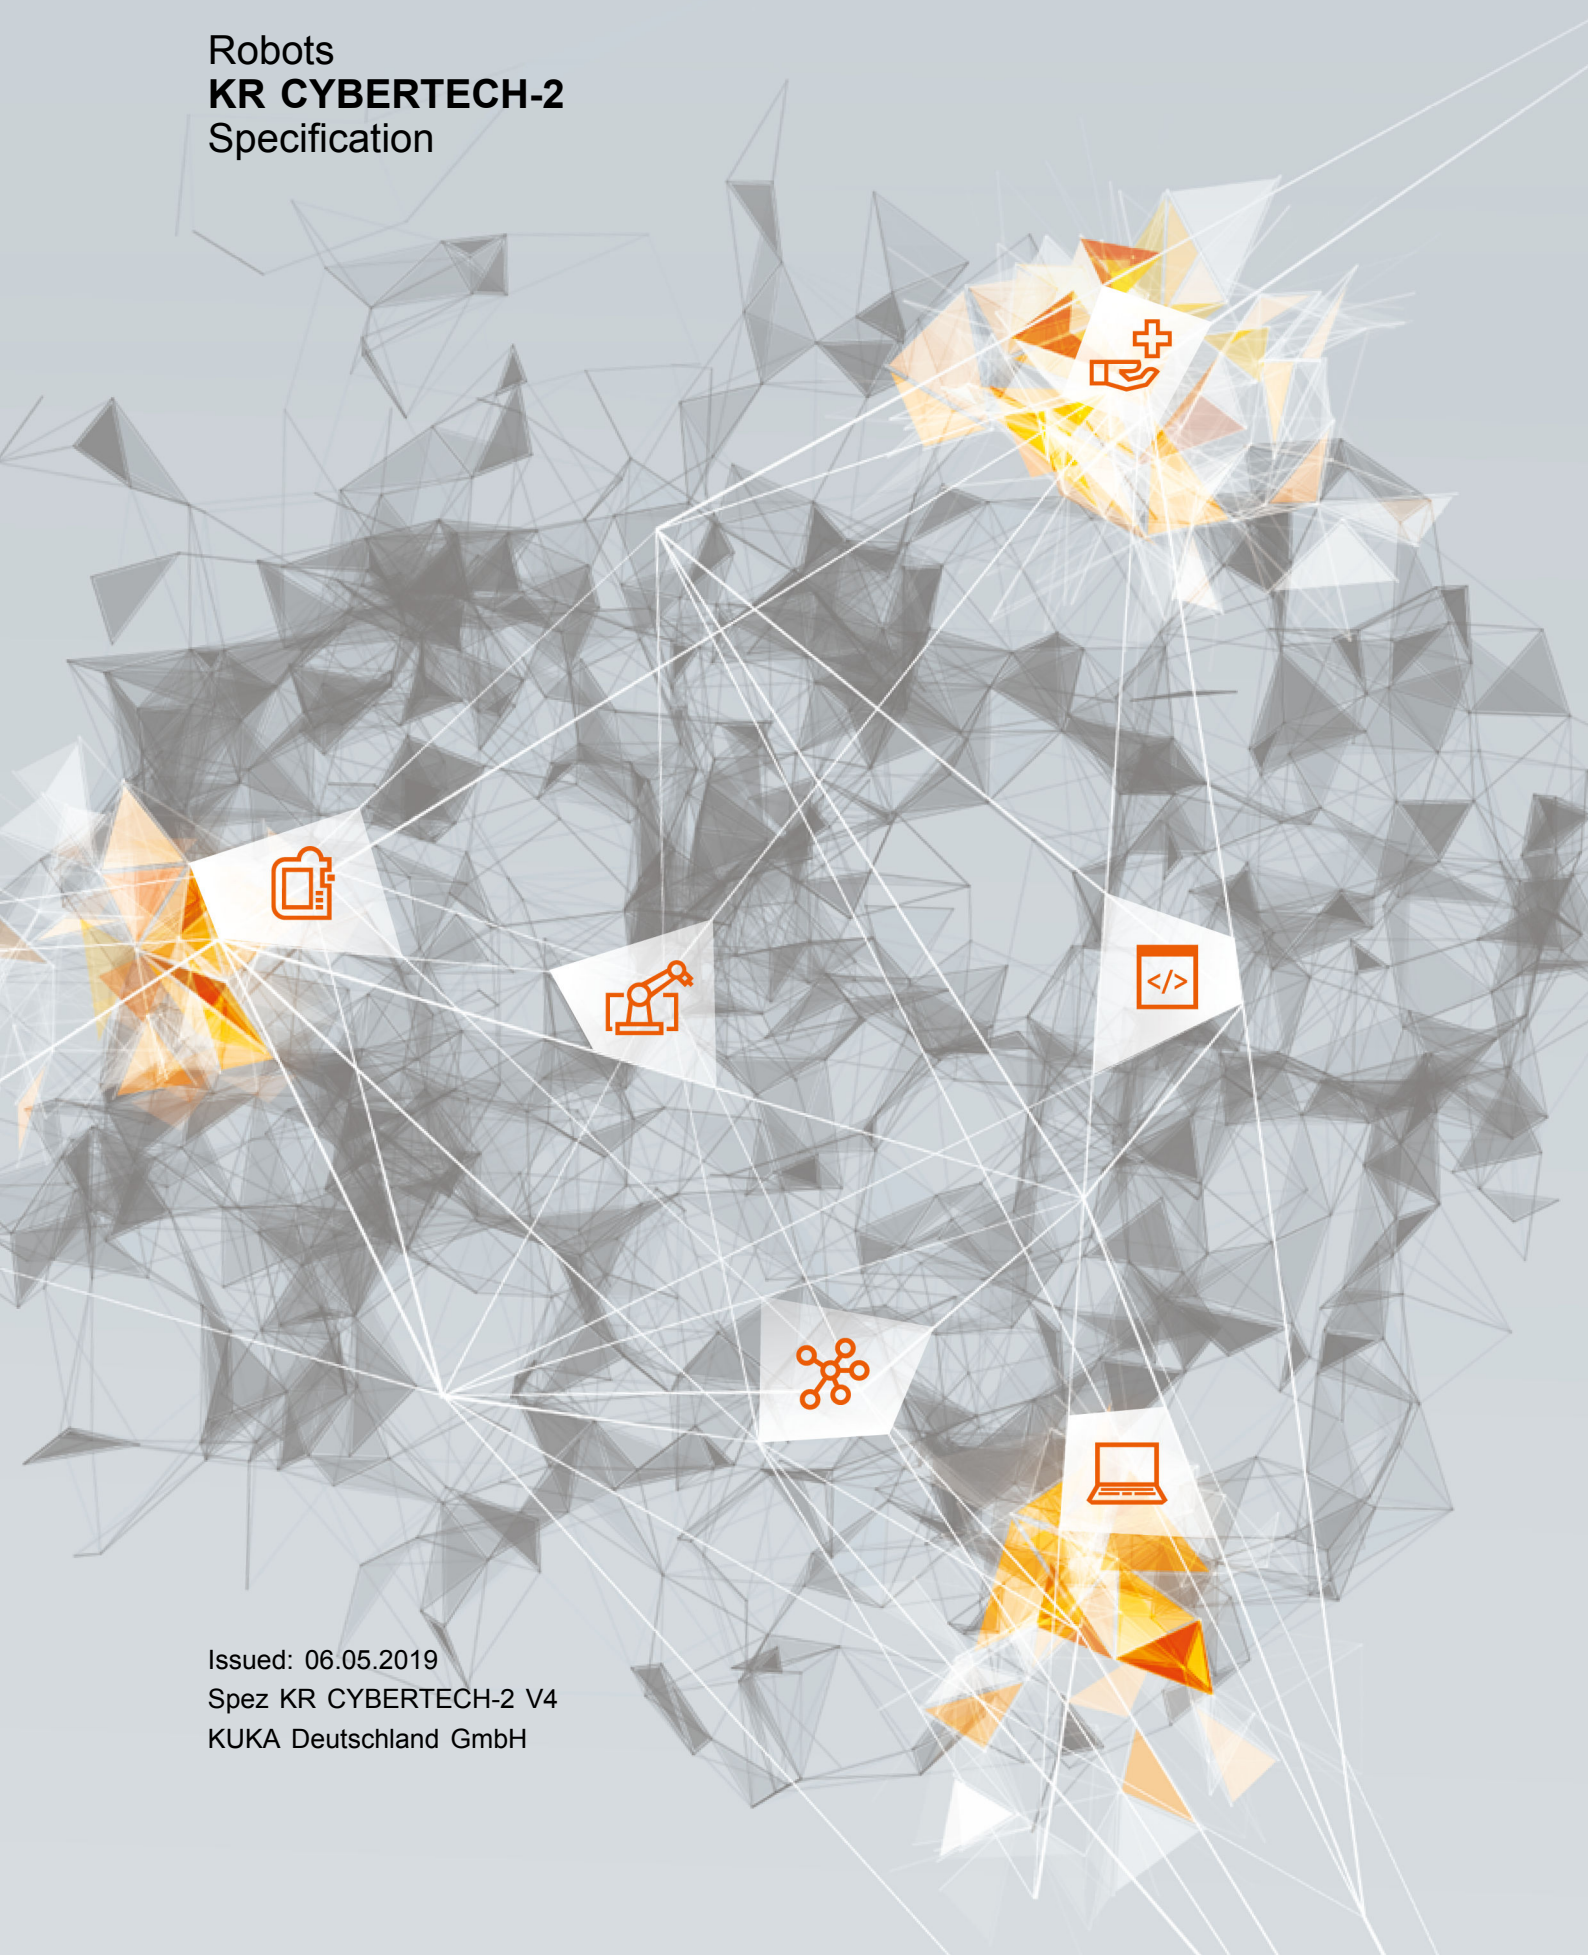 Robots
KR CYBERTECH-2
Specification
</>
Issued: 06.05.2019
Spez KR CYBERTECH-2 V4
KUKA Deutschland GmbH